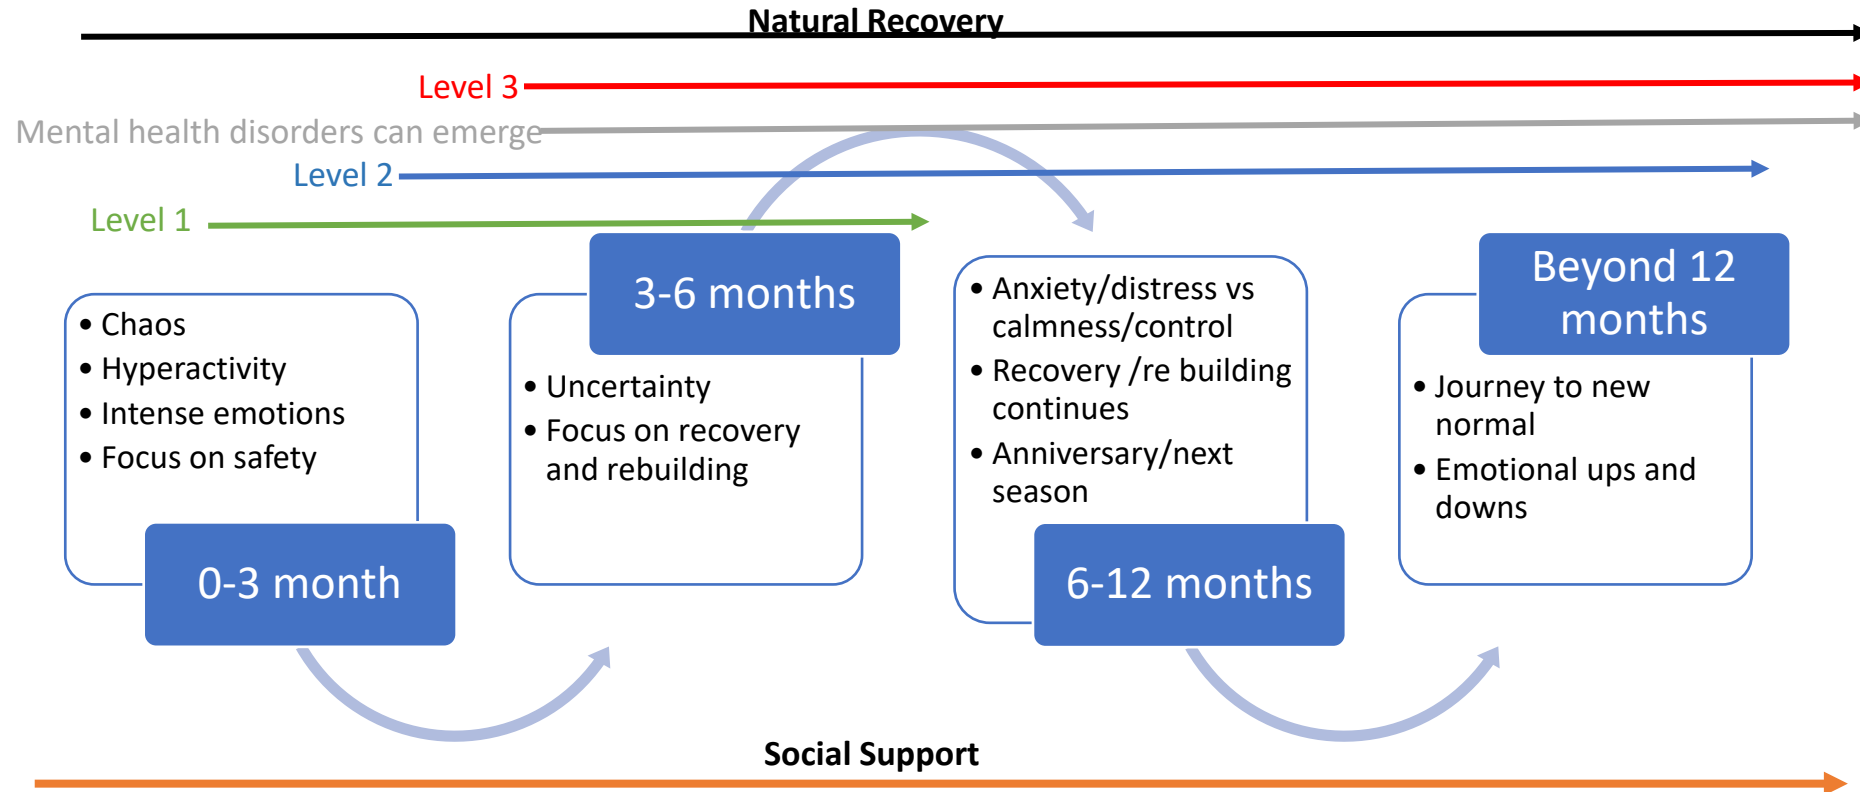 Natural Recovery
Level 3
Mental health disorders can emerge
Level 2
Level 1
• Chaos
• Hyperactivity
• Intense emotions
• Focus on safety
0-3 month
3-6 months
• Uncertainty
• Focus on recovery
and rebuilding
• Anxiety/distress vs
calmness/control
• Recovery /re building
continues
• Anniversary/next
season
6-12 months
Beyond 12
months
• Journey to new
normal
• Emotional ups and
downs
Social Support